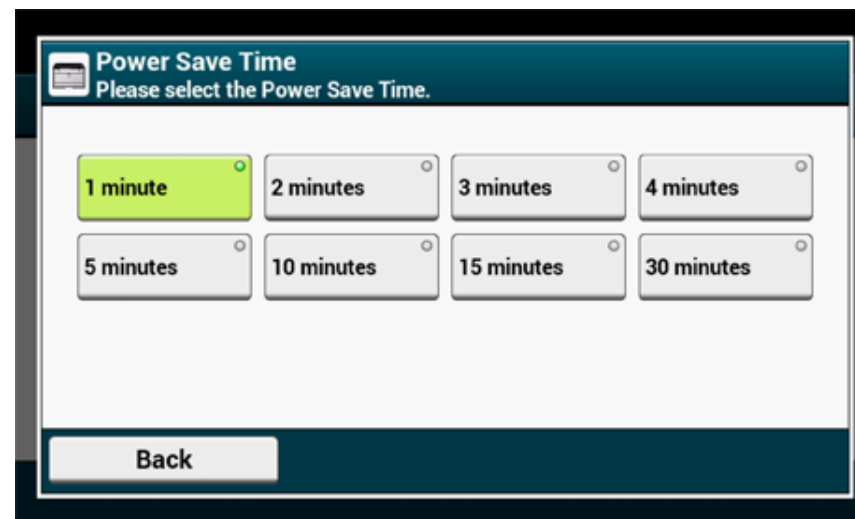 Power Save Time
Please select the Power Save Time.
1 minute
2 minutes
3 minutes
4 minutes
5 minutes
10 minutes
15 minutes
30 minutes
Back